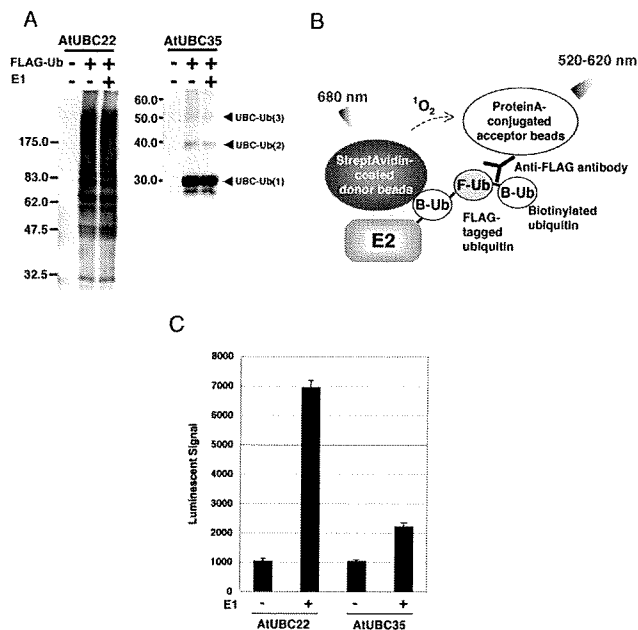 A
AtUBC22 AtUBC35
FLAG-Ub - + + - + +
E1 - - + - - +
175.0
83.0
62.0
47.5
32.5
60.0
50.0
40.0
30.0
UBC-Ub(3)
UBC-Ub(2)
UBC-Ub(1)
B
680 nm
520-620 nm
¹O₂
ProteinA-
conjugated
acceptor beads
StreptAvidin-
coated
donor beads
Anti-FLAG antibody
B-Ub
F-Ub
B-Ub
E2
FLAG-
tagged
ubiquitin
Biotinylated
ubiquitin
C
Luminescent Signal
8000
7000
6000
5000
4000
3000
2000
1000
0
E1 - + - +
AtUBC22 AtUBC35